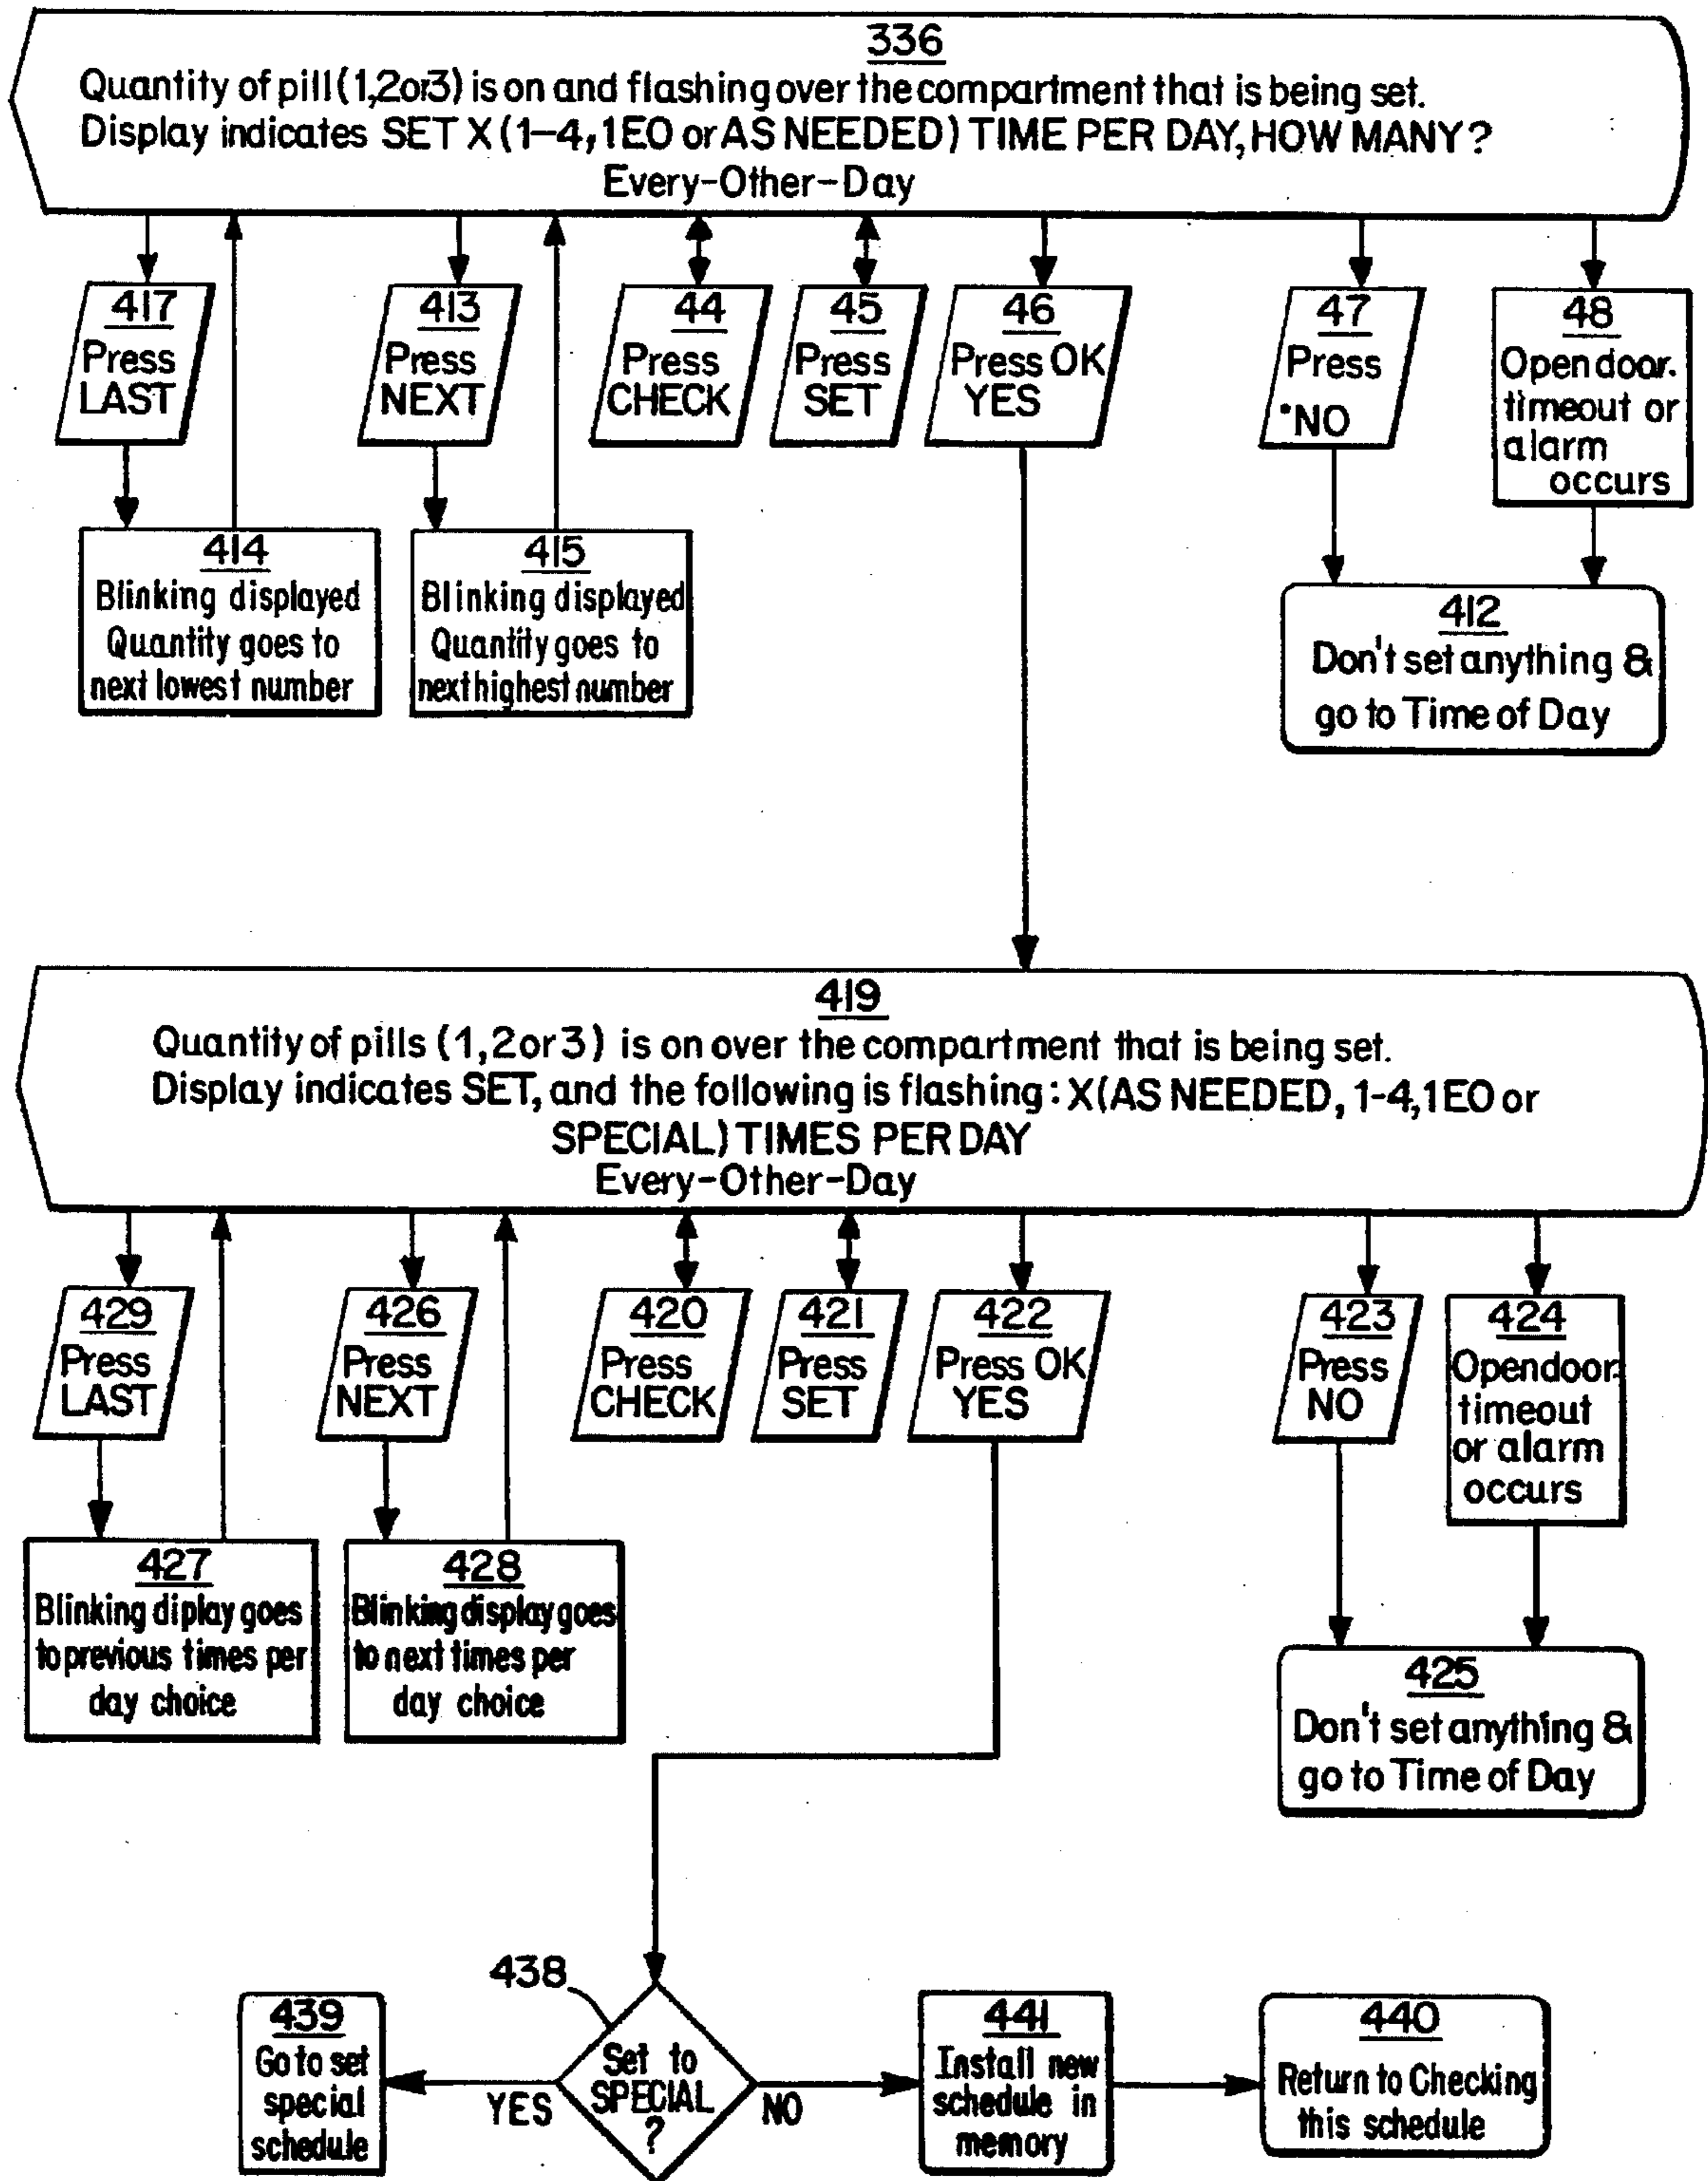 336
Quantity of pill (1,2or3) is on and flashing over the compartment that is being set.
Display indicates SET X (1-4, 1EO or AS NEEDED) TIME PER DAY, HOW MANY?
Every-Other-Day
417
Press
LAST
413
Press
NEXT
44
Press
CHECK
45
Press
SET
46
Press OK
YES
47
Press
NO
48
Open door.
timeout or
alarm
occurs
414
Blinking displayed
Quantity goes to
next lowest number
415
Blinking displayed
Quantity goes to
next highest number
412
Don't set anything &
go to Time of Day
419
Quantity of pills (1,2or3) is on over the compartment that is being set.
Display indicates SET, and the following is flashing: X(AS NEEDED, 1-4, 1EO or
SPECIAL) TIMES PER DAY
Every-Other-Day
429
Press
LAST
426
Press
NEXT
420
Press
CHECK
421
Press
SET
422
Press OK
YES
423
Press
NO
424
Open door.
timeout
or alarm
occurs
427
Blinking diplay goes
to previous times per
day choice
428
Blinking display goes
to next times per
day choice
425
Don't set anything &
go to Time of Day
438
439
Go to set
special
schedule
YES
Set to
SPECIAL
?
NO
441
Install new
schedule in
memory
440
Return to Checking
this schedule